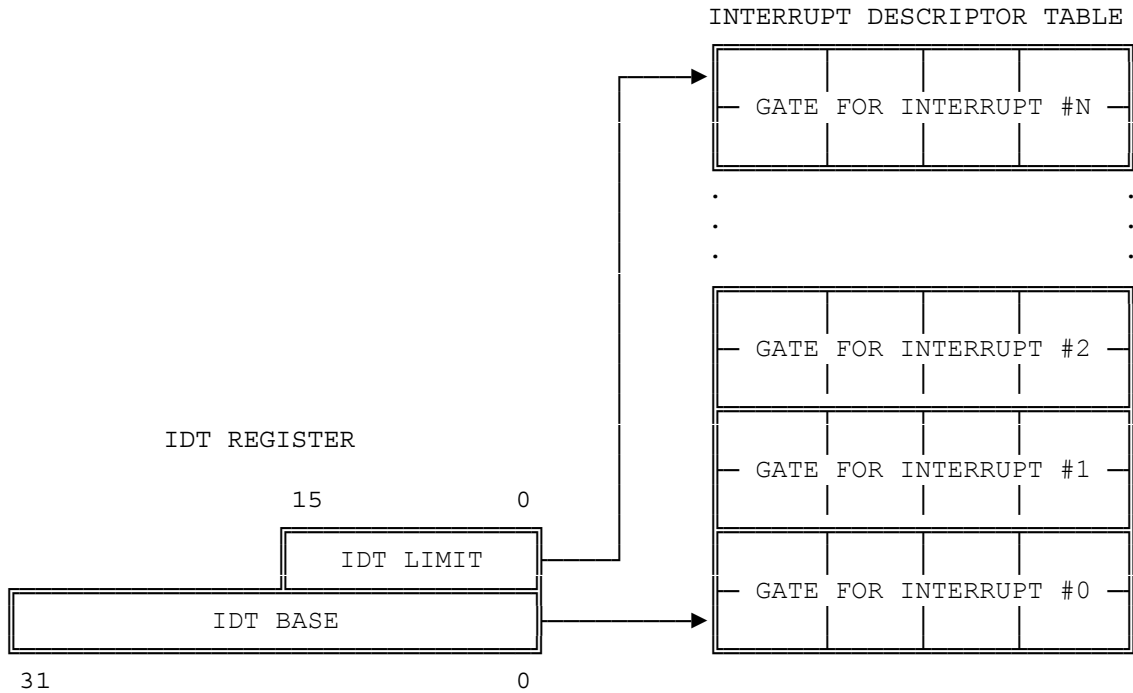 INTERRUPT DESCRIPTOR TABLE
GATE FOR INTERRUPT #N
. .
. .
. .
GATE FOR INTERRUPT #2
IDT REGISTER
GATE FOR INTERRUPT #1
15 0
IDT LIMIT
GATE FOR INTERRUPT #0
IDT BASE
31 0